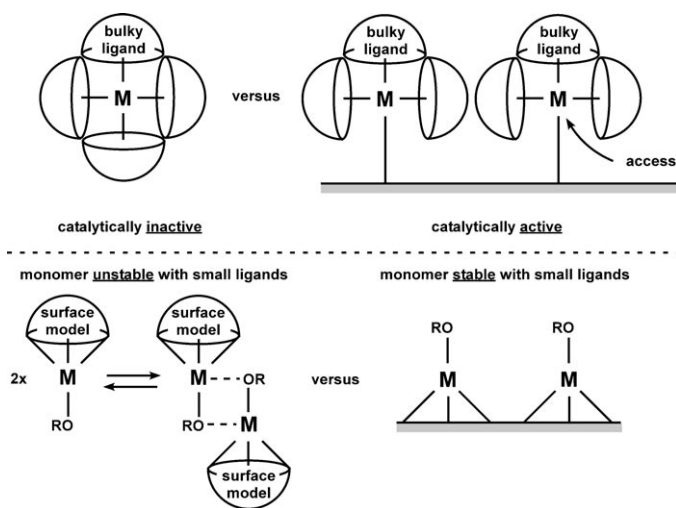 bulky
ligand
M
versus
bulky
ligand
M
bulky
ligand
M
access
catalytically inactive
catalytically active
monomer unstable with small ligands
monomer stable with small ligands
surface
model
2x
M
RO
surface
model
M
OR
RO
M
surface
model
versus
RO
M
RO
M